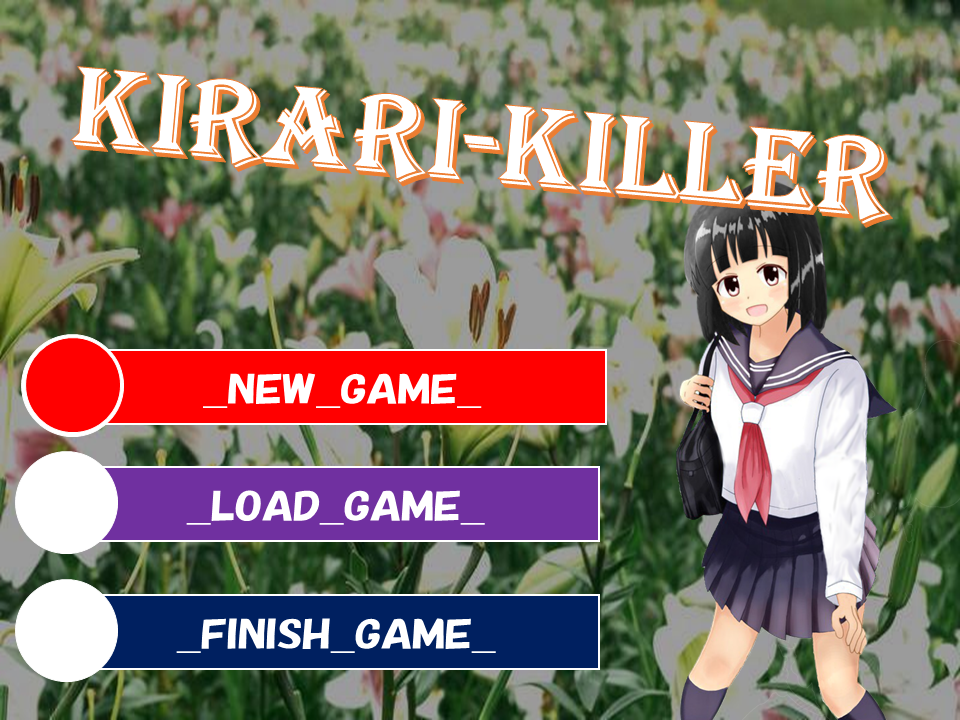 KIRARI-KILLER
_NEW_GAME_
_LOAD_GAME_
_FINISH_GAME_